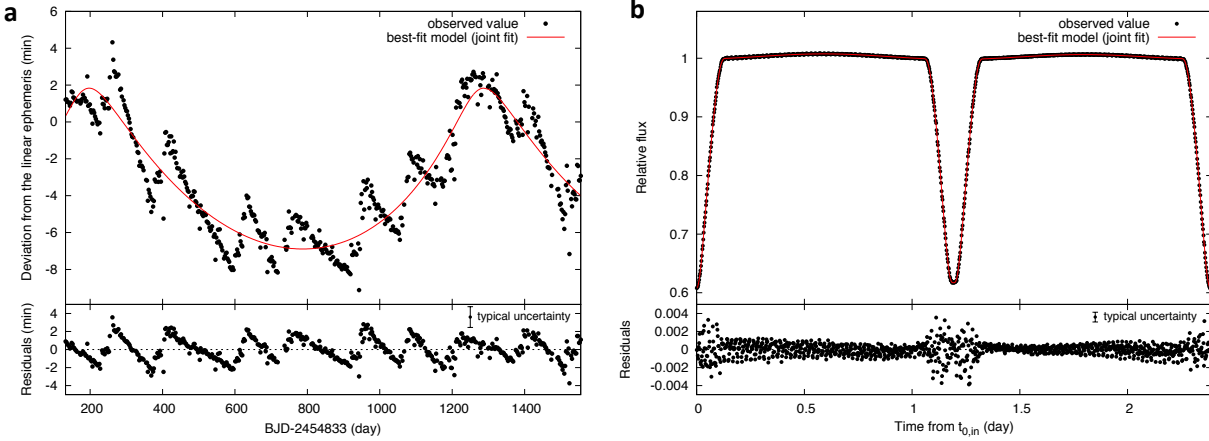 a
observed value
best-fit model (joint fit)
Deviation from the linear ephemeris (min)
6
4
2
0
-2
-4
-6
-8
typical uncertainty
Residuals (min)
4
2
0
-2
-4
200 400 600 800 1000 1200 1400
BJD-2454833 (day)
b
observed value
best-fit model (joint fit)
Relative flux
1
0.9
0.8
0.7
0.6
typical uncertainty
Residuals
0.004
0.002
0
-0.002
-0.004
0 0.5 1 1.5 2
Time from t0,in (day)